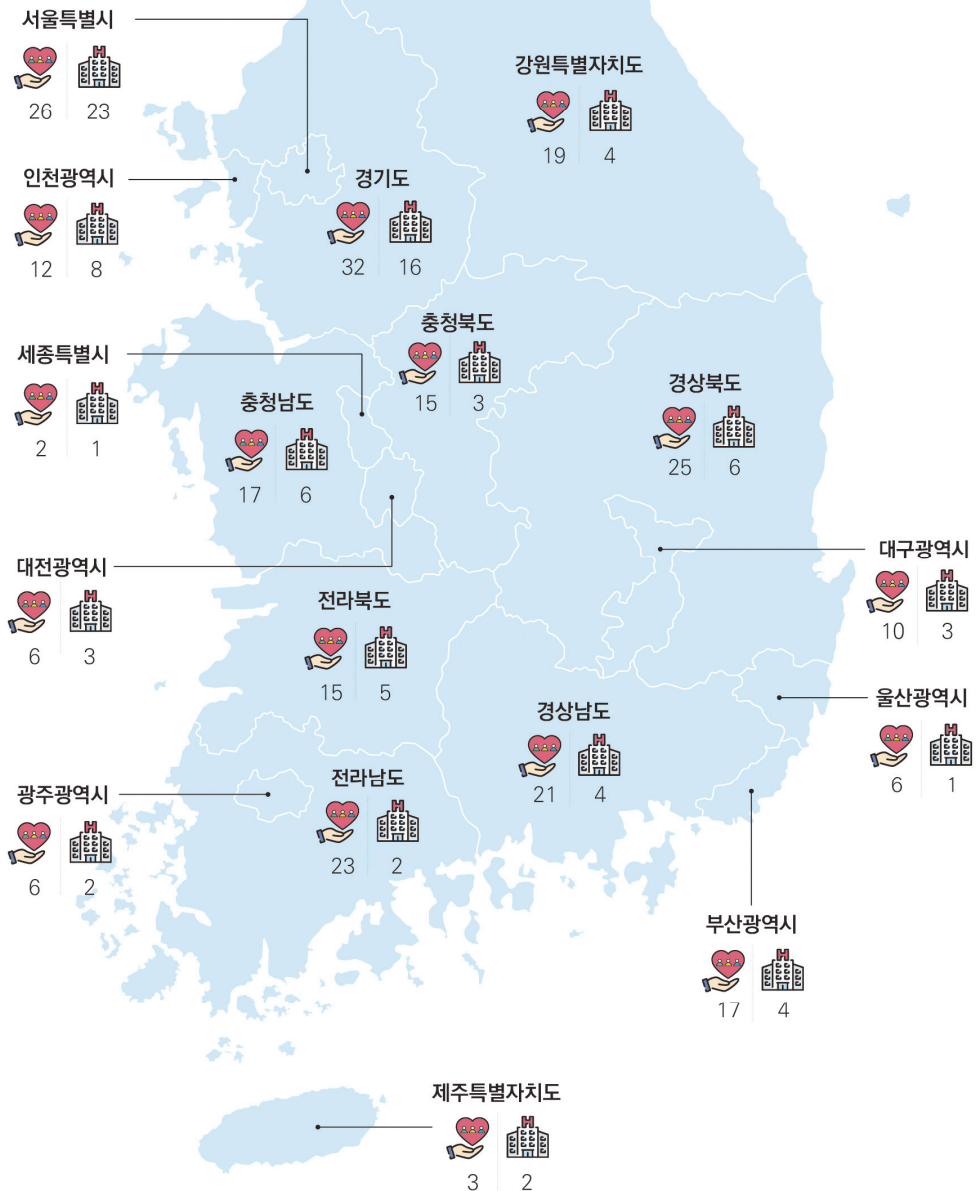 서울특별시
H
26 23
강원특별자치도
H
19 4
인천광역시
H
12 8
경기도
H
32 16
충청북도
H
15 3
세종특별시
H
2 1
충청남도
H
17 6
경상북도
H
25 6
대전광역시
H
6 3
대구광역시
H
10 3
전라북도
H
15 5
울산광역시
H
6 1
경상남도
H
21 4
광주광역시
H
6 2
전라남도
H
23 2
부산광역시
H
17 4
제주특별자치도
H
3 2